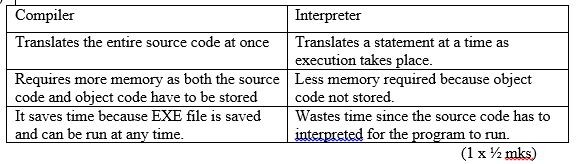 Compiler
Interpreter
Translates the entire source code at once
Translates a statement at a time as
execution takes place.
Requires more memory as both the source
code and object code have to be stored
Less memory required because object
code not stored.
It saves time because EXE file is saved
and can be run at any time.
Wastes time since the source code has to
interpreted for the program to run.
(1 x ½ mks)